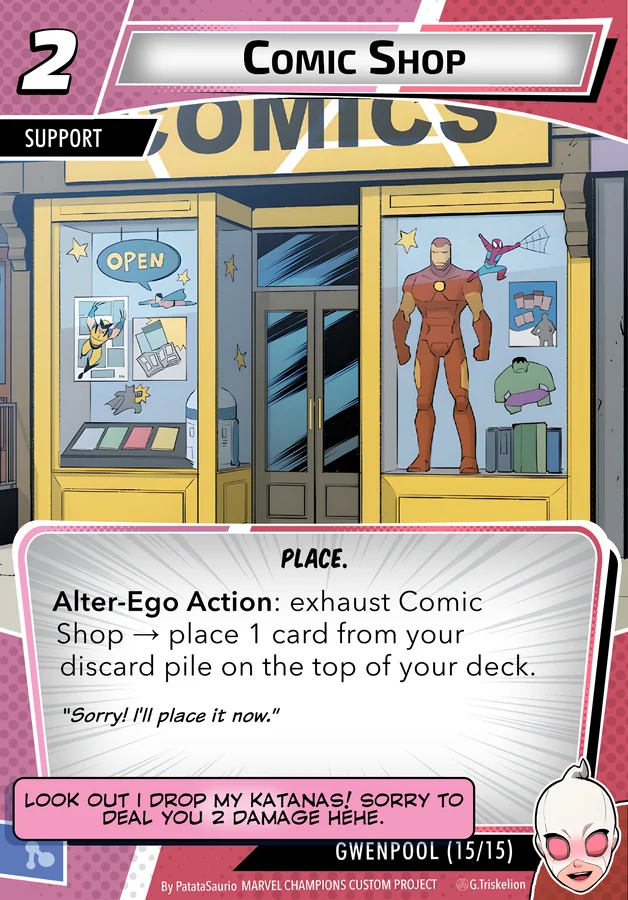 2
Comic Shop
COMICS
SUPPORT
OPEN
PLACE.
Alter-Ego Action: exhaust Comic
Shop → place 1 card from your
discard pile on the top of your deck.
"Sorry! I'll place it now."
LOOK OUT I DROP MY KATANAS! SORRY TO
DEAL YOU 2 DAMAGE HEHE.
GWENPOOL (15/15)
By PatataSaurio MARVEL CHAMPIONS CUSTOM PROJECT G.Triskelion